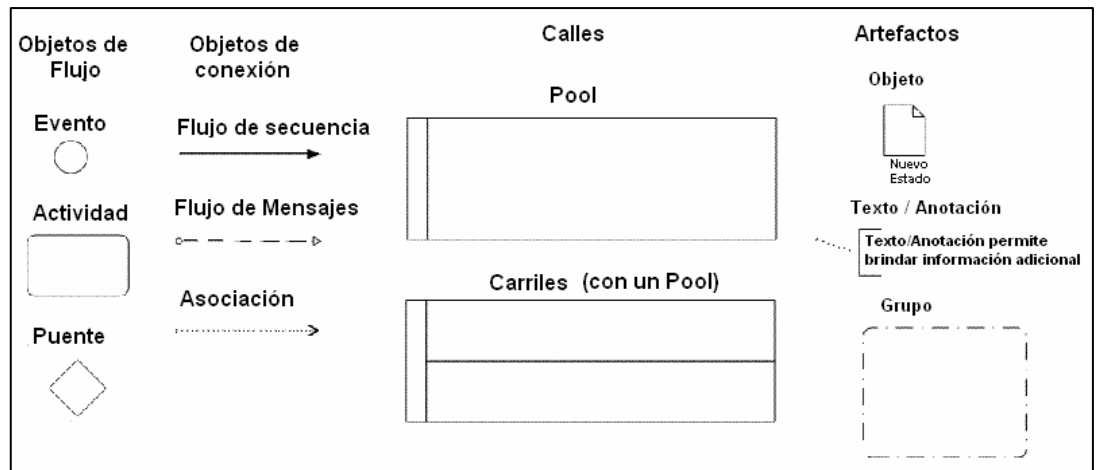 Objetos de
Flujo
Evento
Actividad
Puente
Objetos de
conexión
Flujo de secuencia
Flujo de Mensajes
Asociación
Calles
Pool
Carriles (con un Pool)
Artefactos
Objeto
Nuevo
Estado
Texto / Anotación
Texto/Anotación permite
brindar información adicional
Grupo